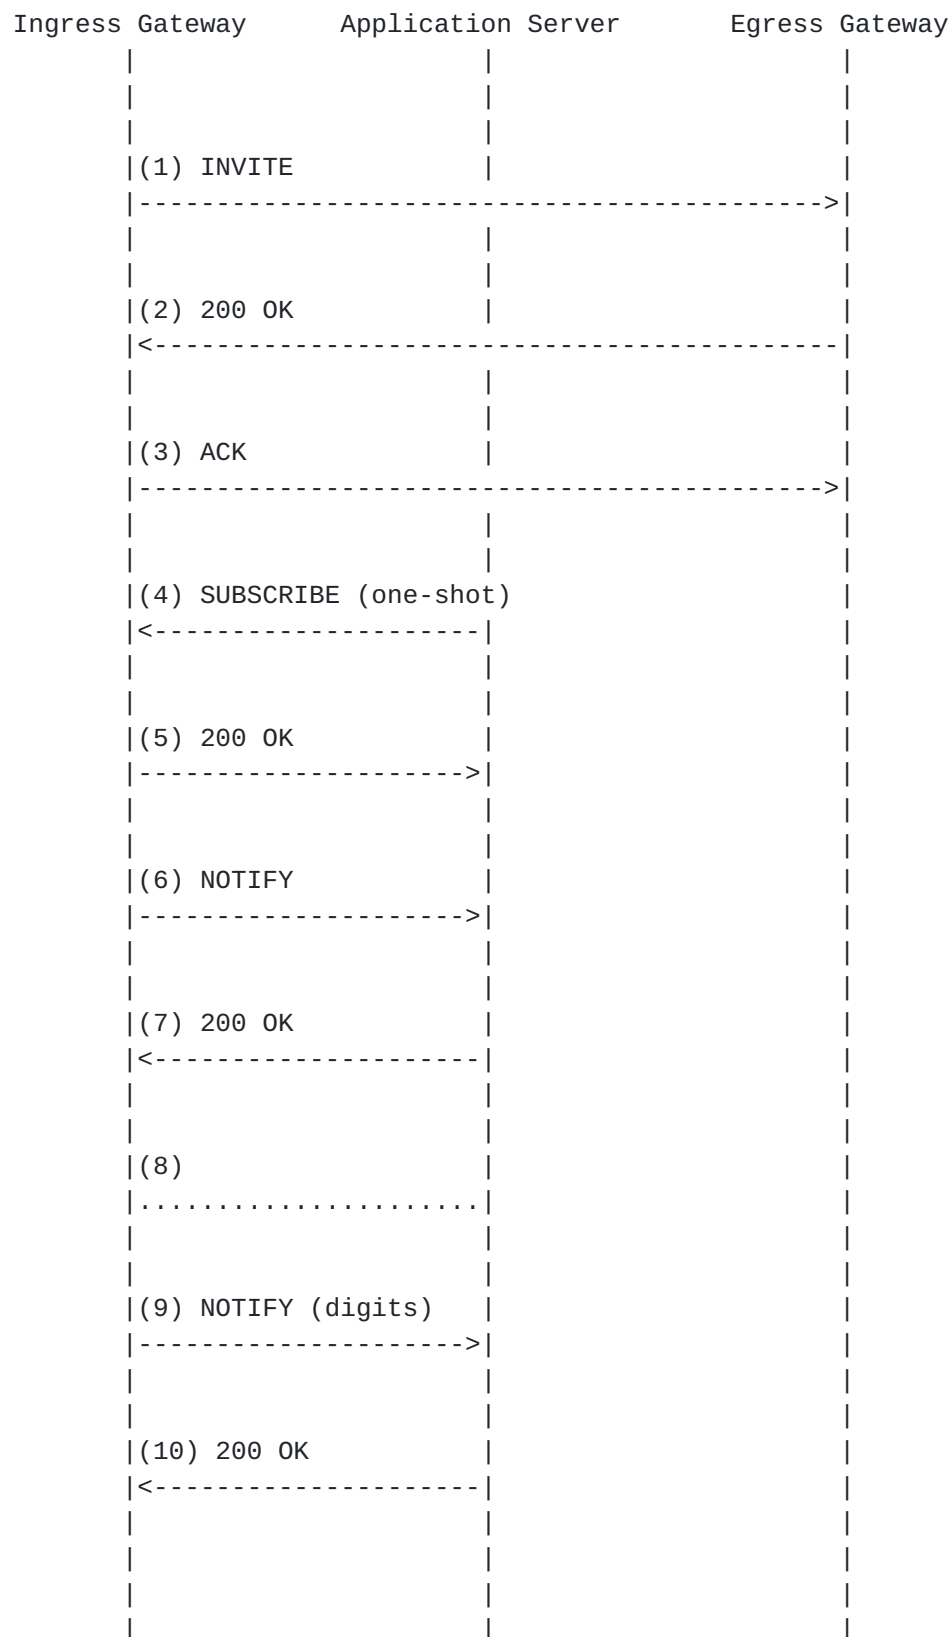 Ingress Gateway      Application Server       Egress Gateway
|                      |                      |
|                      |                      |
|                      |                      |
|(1) INVITE            |                      |
|-------------------------------------------->|
|                      |                      |
|                      |                      |
|(2) 200 OK            |                      |
|<--------------------------------------------|
|                      |                      |
|                      |                      |
|(3) ACK               |                      |
|-------------------------------------------->|
|                      |                      |
|                      |                      |
|(4) SUBSCRIBE (one-shot)                     |
|<---------------------|                      |
|                      |                      |
|                      |                      |
|(5) 200 OK            |                      |
|--------------------->|                      |
|                      |                      |
|                      |                      |
|(6) NOTIFY            |                      |
|--------------------->|                      |
|                      |                      |
|                      |                      |
|(7) 200 OK            |                      |
|<---------------------|                      |
|                      |                      |
|                      |                      |
|(8)                   |                      |
|......................|                      |
|                      |                      |
|                      |                      |
|(9) NOTIFY (digits)   |                      |
|--------------------->|                      |
|                      |                      |
|                      |                      |
|(10) 200 OK           |                      |
|<---------------------|                      |
|                      |                      |
|                      |                      |
|                      |                      |
|                      |                      |